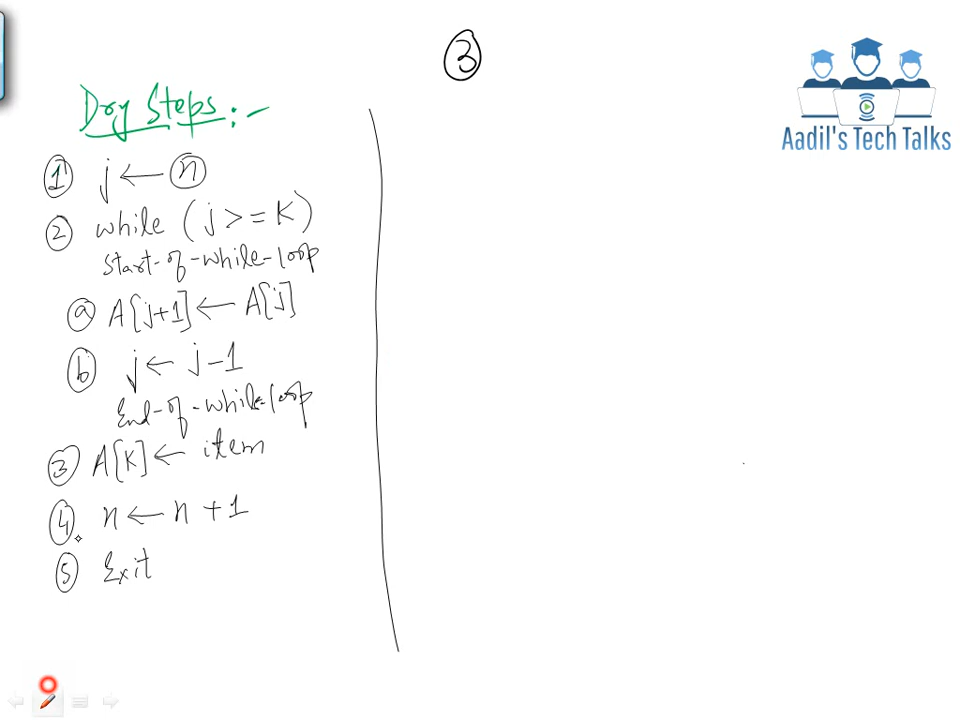 3
Dry Steps:-
1 j ← n
2 while (j >= K)
start-of-while-loop
a A[j+1] ← A[j]
b j ← j-1
End-of-while-loop
3 A[K] ← item
4. n ← n + 1
5 Exit
Aadil's Tech Talks